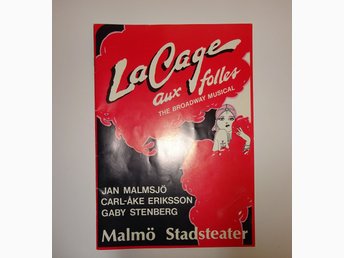 La Cage
aux folles
THE BROADWAY MUSICAL
JAN MALMSJÖ
CARL-ÅKE ERIKSSON
GABY STENBERG
Malmö Stadsteater